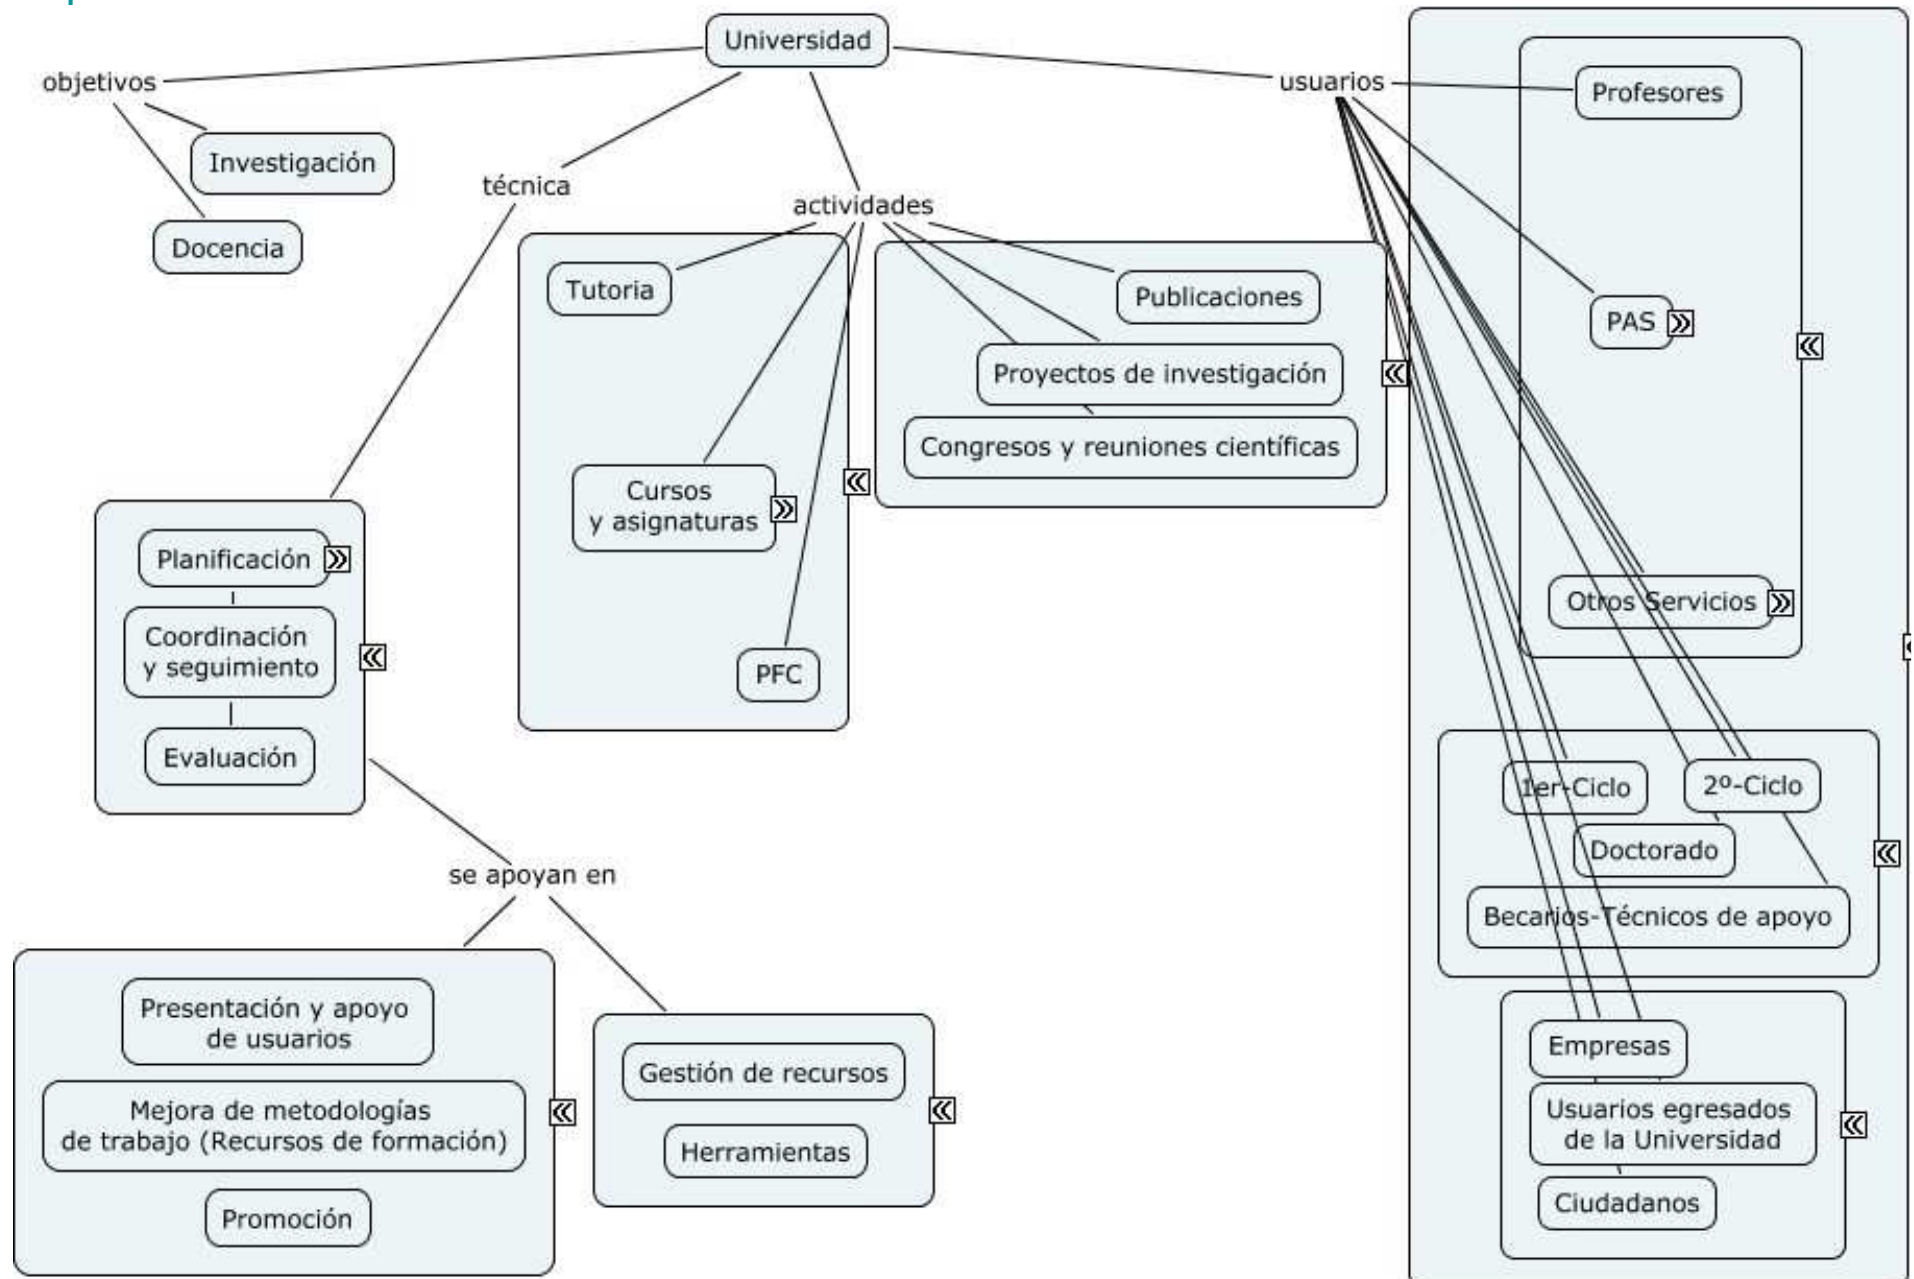 Universidad
objetivos
usuarios
Profesores
Investigación
técnica
actividades
Docencia
Tutoria
Publicaciones
PAS
Proyectos de investigación
Congresos y reuniones científicas
Cursos
y asignaturas
Planificación
Otros Servicios
Coordinación
y seguimiento
PFC
Evaluación
1er-Ciclo
2º-Ciclo
Doctorado
se apoyan en
Becarios-Técnicos de apoyo
Presentación y apoyo
de usuarios
Empresas
Gestión de recursos
Mejora de metodologías
de trabajo (Recursos de formación)
Usuarios egresados
de la Universidad
Herramientas
Promoción
Ciudadanos